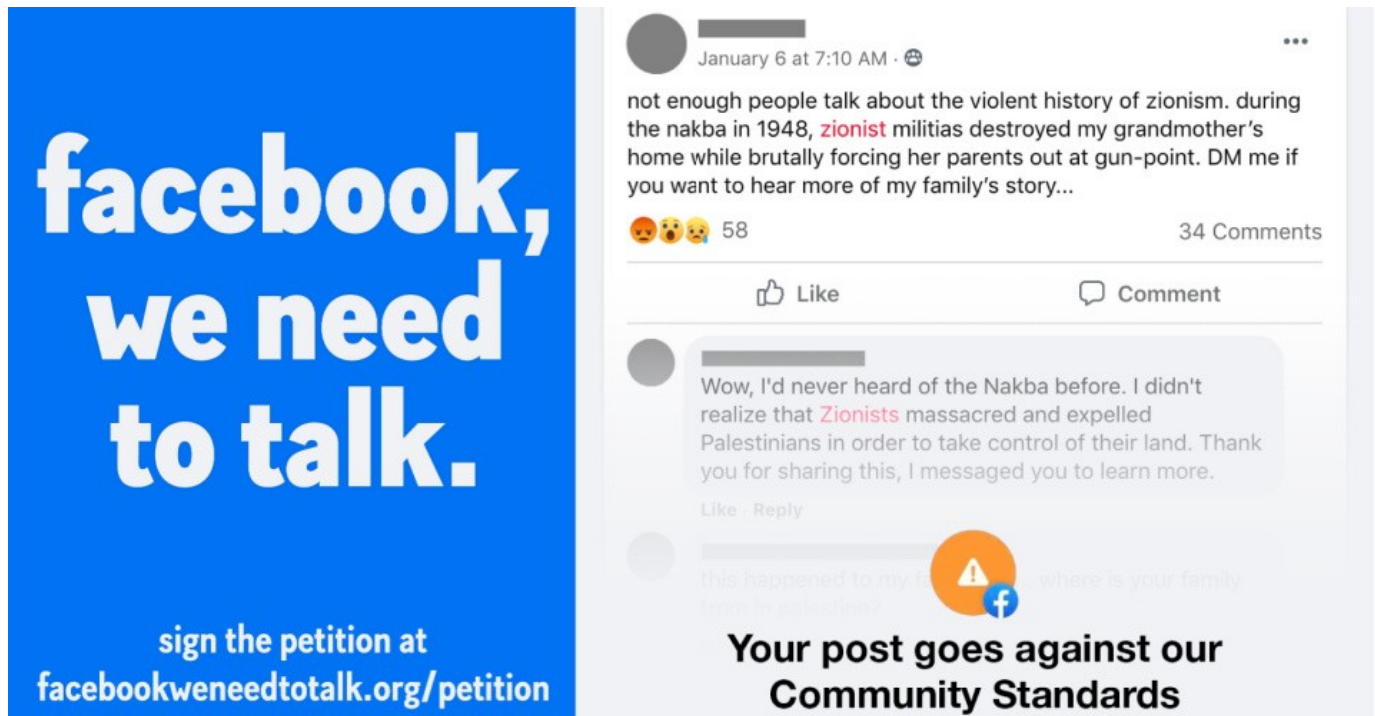 facebook,
we need
to talk.
sign the petition at
facebookweneedtotalk.org/petition
January 6 at 7:10 AM ·
not enough people talk about the violent history of zionism. during
the nakba in 1948, zionist militias destroyed my grandmother's
home while brutally forcing her parents out at gun-point. DM me if
you want to hear more of my family's story...
58
34 Comments
Like
Comment
Wow, I'd never heard of the Nakba before. I didn't
realize that Zionists massacred and expelled
Palestinians in order to take control of their land. Thank
you for sharing this, I messaged you to learn more.
Like · Reply
this happened to my where is your family
from in palestine?
Your post goes against our
Community Standards